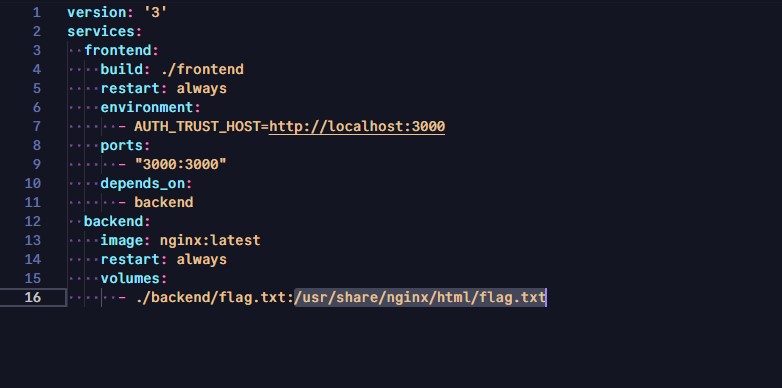 1 version: '3'
2 services:
3   frontend:
4     build: ./frontend
5     restart: always
6     environment:
7       - AUTH_TRUST_HOST=http://localhost:3000
8     ports:
9       - "3000:3000"
10     depends_on:
11       - backend
12   backend:
13     image: nginx:latest
14     restart: always
15     volumes:
16       - ./backend/flag.txt:/usr/share/nginx/html/flag.txt